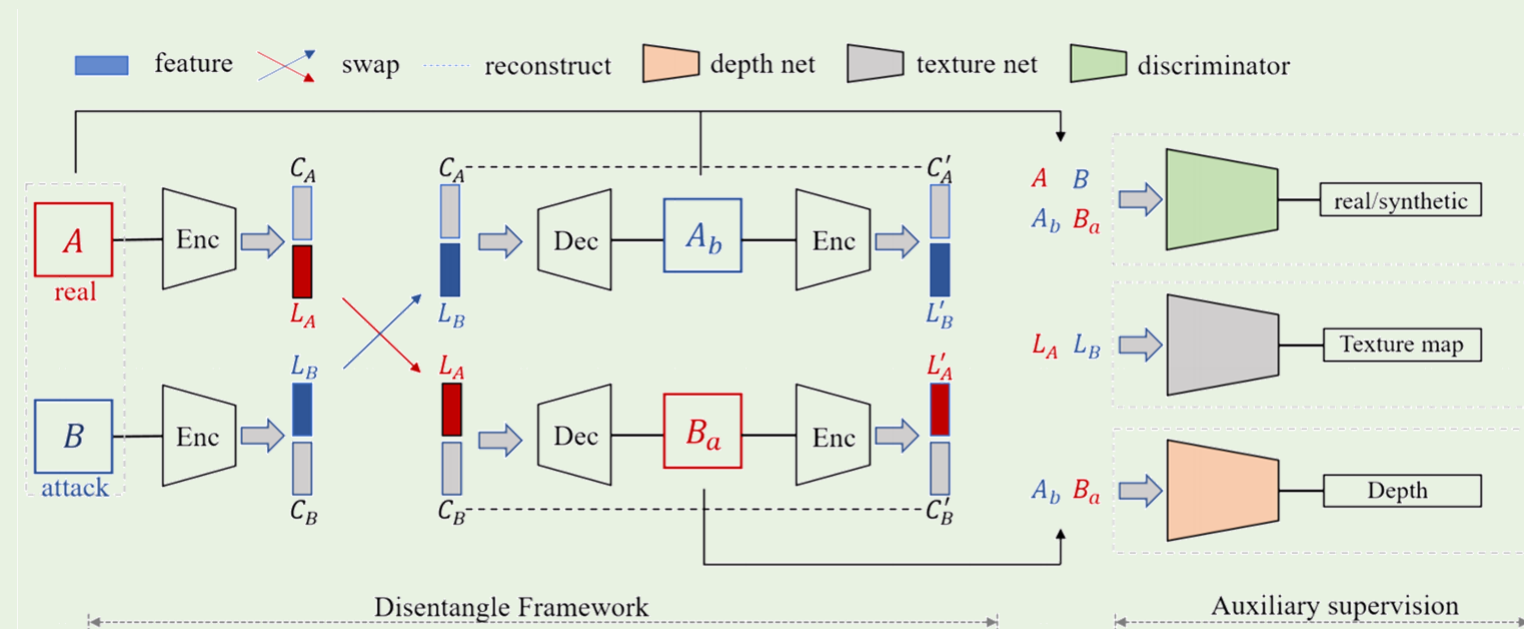 feature swap reconstruct depth net texture net discriminator
C_A C_A C'_A
A B
A Enc Dec A_b Enc real/synthetic
A_b B_a
real
L_A L_B L'_B
L_A L_B Texture map
L_B L_A L'_A
B Enc Dec B_a Enc
attack
A_b B_a Depth
C_B C_B C'_B
Disentangle Framework Auxiliary supervision